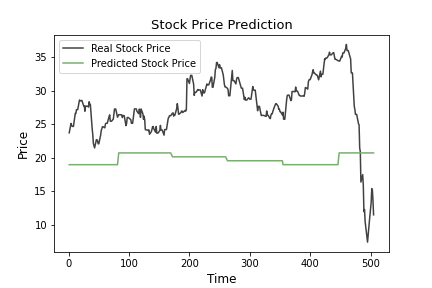 Stock Price Prediction
Real Stock Price
Predicted Stock Price
Price
35
30
25
20
15
10
0 100 200 300 400 500
Time